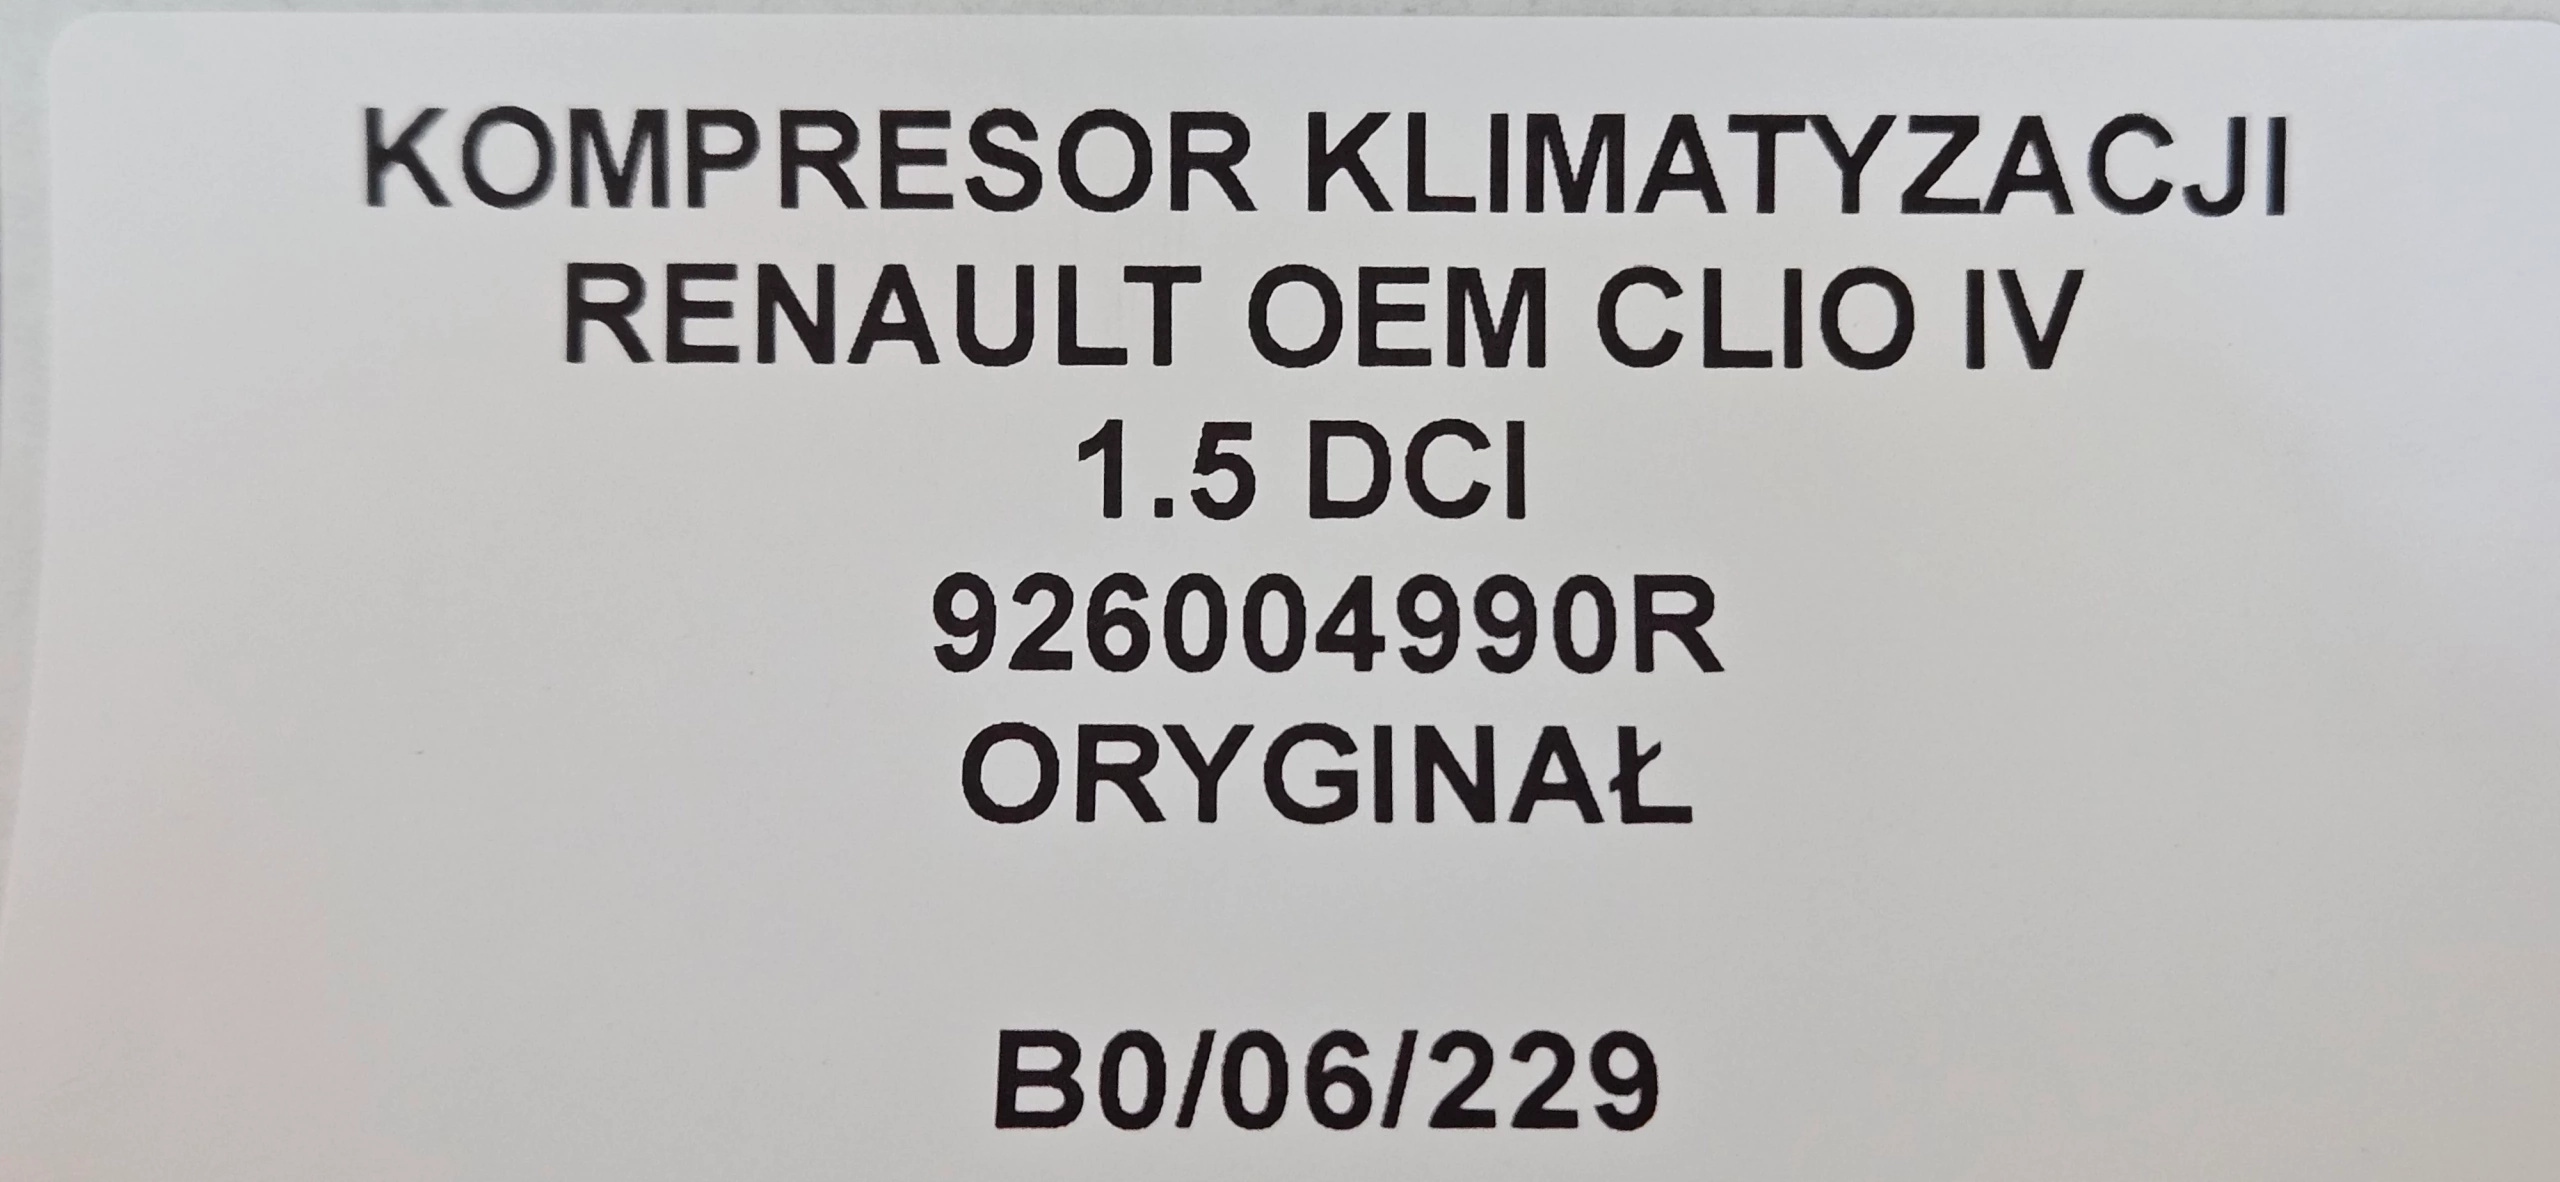 KOMPRESOR KLIMATYZACJI
RENAULT OEM CLIO IV
1.5 DCI
926004990R
ORYGINAŁ
B0/06/229